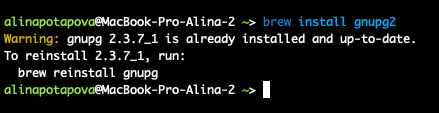 alinapotapova@MacBook-Pro-Alina-2 ~> brew install gnupg2
Warning: gnupg 2.3.7_1 is already installed and up-to-date.
To reinstall 2.3.7_1, run:
  brew reinstall gnupg
alinapotapova@MacBook-Pro-Alina-2 ~>